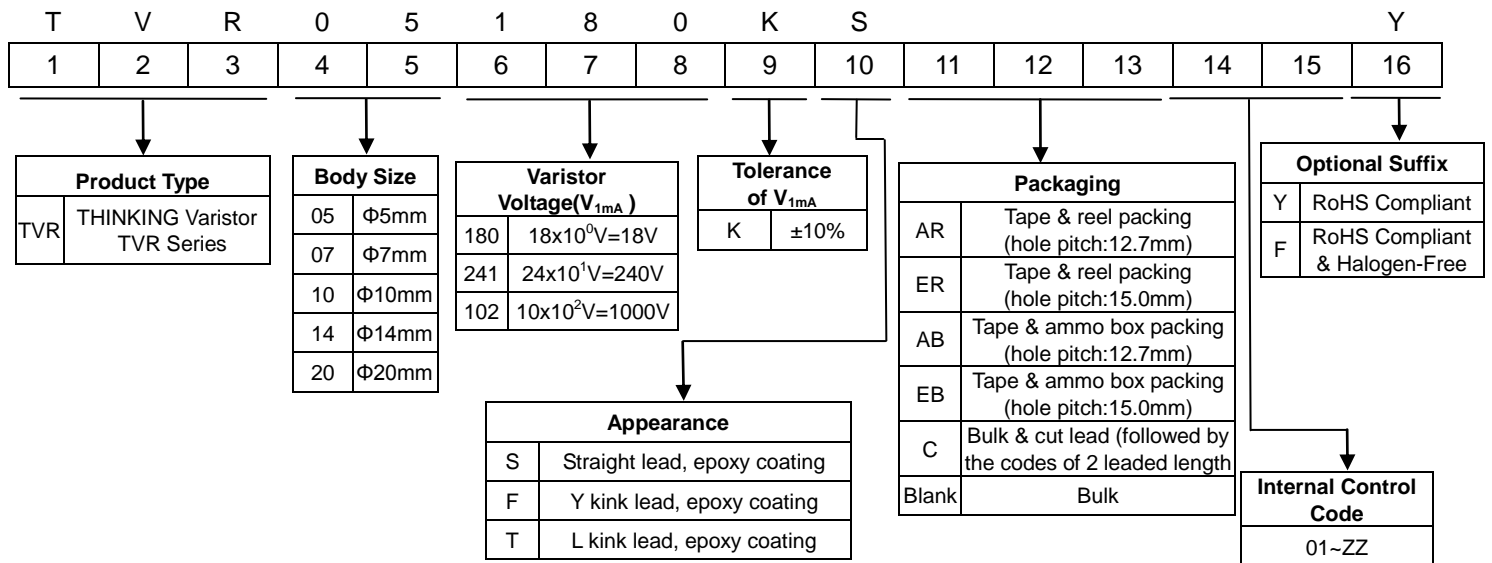 T V R 0 5 1 8 0 K S Y
1 2 3 4 5 6 7 8 9 10 11 12 13 14 15 16
Product Type
TVR THINKING Varistor
TVR Series
Body Size
05 Φ5mm
07 Φ7mm
10 Φ10mm
14 Φ14mm
20 Φ20mm
Varistor
Voltage(V1mA )
180 18x10⁰V=18V
241 24x10¹V=240V
102 10x10²V=1000V
Tolerance
of V1mA
K ±10%
Appearance
S Straight lead, epoxy coating
F Y kink lead, epoxy coating
T L kink lead, epoxy coating
Packaging
AR Tape & reel packing
(hole pitch:12.7mm)
ER Tape & reel packing
(hole pitch:15.0mm)
AB Tape & ammo box packing
(hole pitch:12.7mm)
EB Tape & ammo box packing
(hole pitch:15.0mm)
C Bulk & cut lead (followed by
the codes of 2 leaded length
Blank Bulk
Internal Control
Code
01~ZZ
Optional Suffix
Y RoHS Compliant
F RoHS Compliant
& Halogen-Free